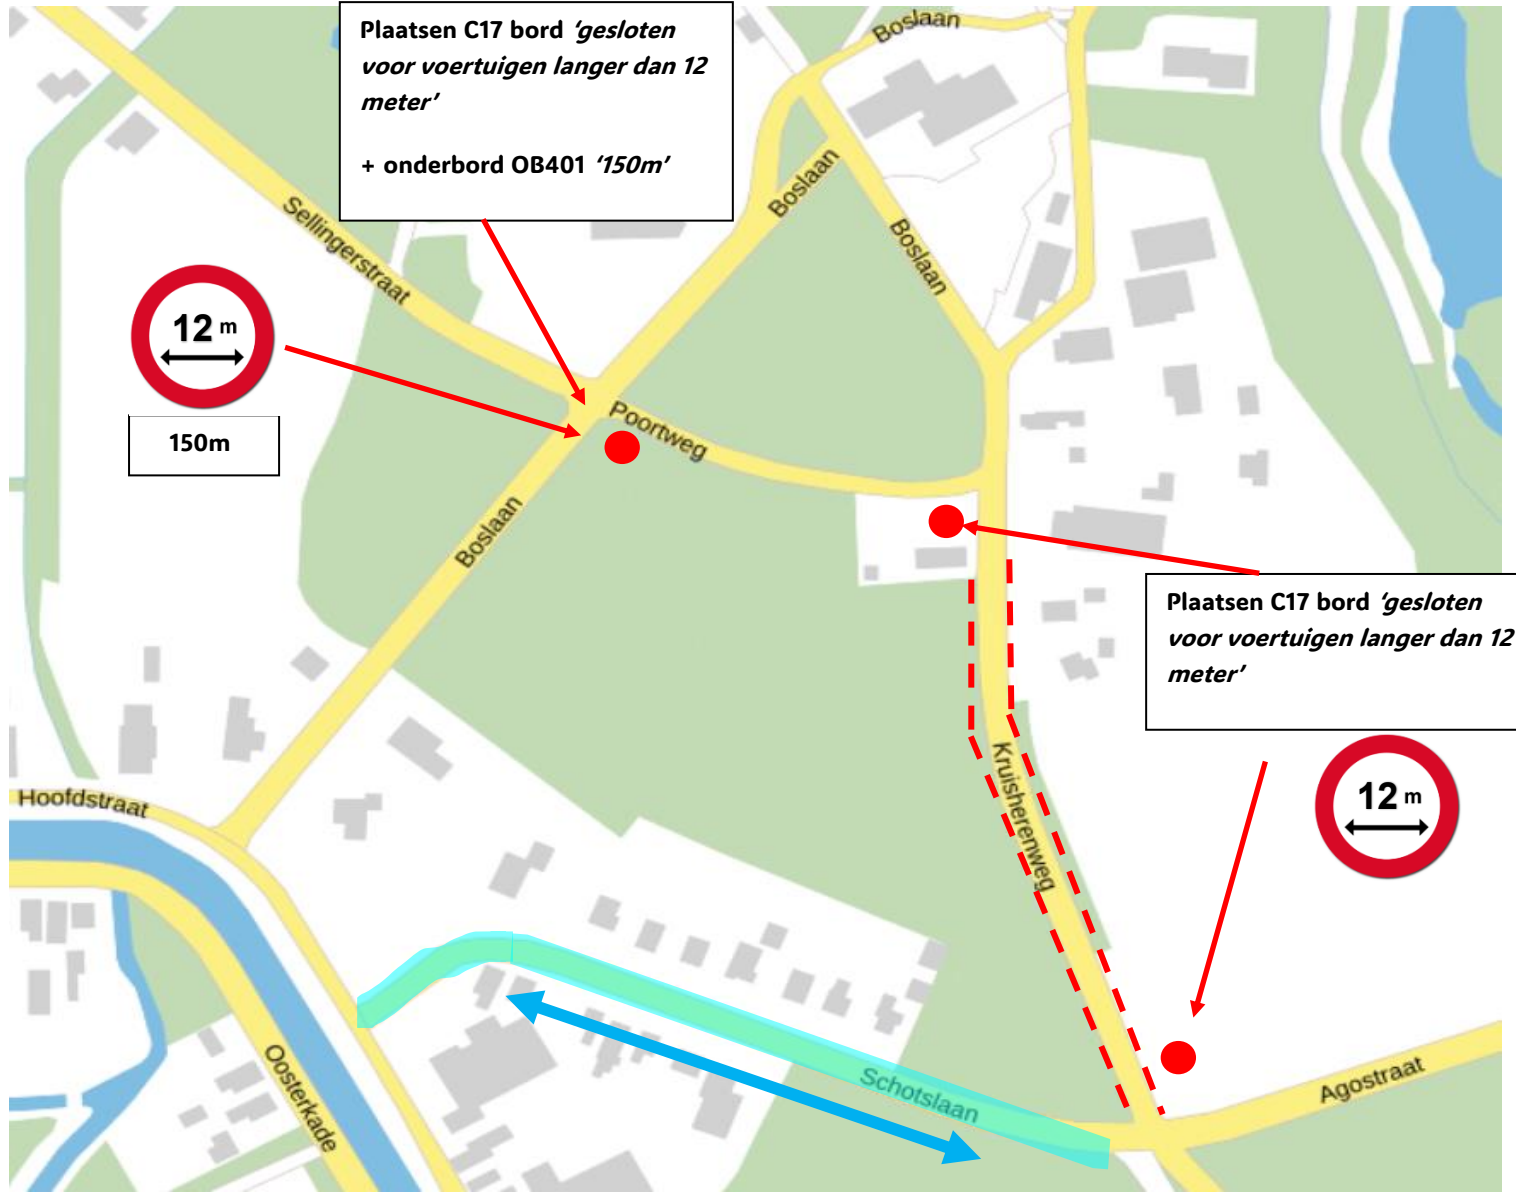 Plaatsen C17 bord ‘gesloten
voor voertuigen langer dan 12
meter’
+ onderbord OB401 ‘150m’
Boslaan
Boslaan
Boslaan
Sellingerstraat
12 m
150m
Poortweg
Boslaan
Plaatsen C17 bord ‘gesloten
voor voertuigen langer dan 12
meter’
12 m
Kruisherenweg
Hoofdstraat
Oosterkade
Schotslaan
Agostraat